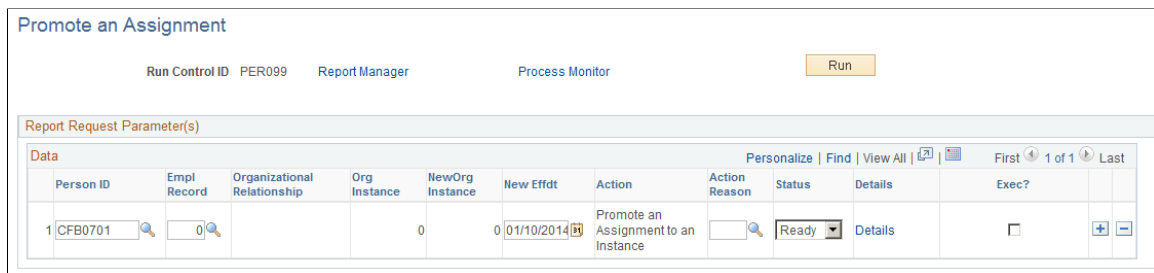 Promote an Assignment
Run Control ID PER099 Report Manager Process Monitor Run
Report Request Parameter(s)
Data Personalize | Find | View All | | First 1 of 1 Last
Person ID Empl Record Organizational Relationship Org Instance NewOrg Instance New Effdt Action Action Reason Status Details Exec?
1 CFB0701 0 0 0 01/10/2014 31 Promote an Assignment to an Instance Ready Details